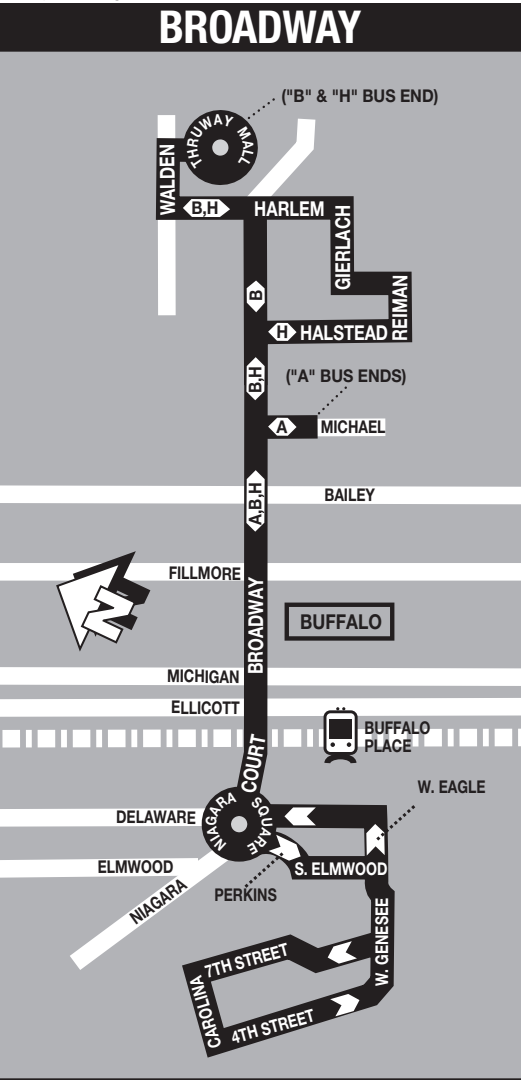 BROADWAY
("B" & "H" BUS END)
THRUWAY MALL
WALDEN
B,H
HARLEM
GIERLACH
B
REIMAN
H
HALSTEAD
B,H
("A" BUS ENDS)
A
MICHAEL
A,B,H
BAILEY
FILLMORE
N
BROADWAY
BUFFALO
MICHIGAN
ELLICOTT
BUFFALO
PLACE
COURT
W. EAGLE
NIAGARA SQUARE
DELAWARE
ELMWOOD
S. ELMWOOD
PERKINS
NIAGARA
W. GENESEE
7TH STREET
CAROLINA
4TH STREET